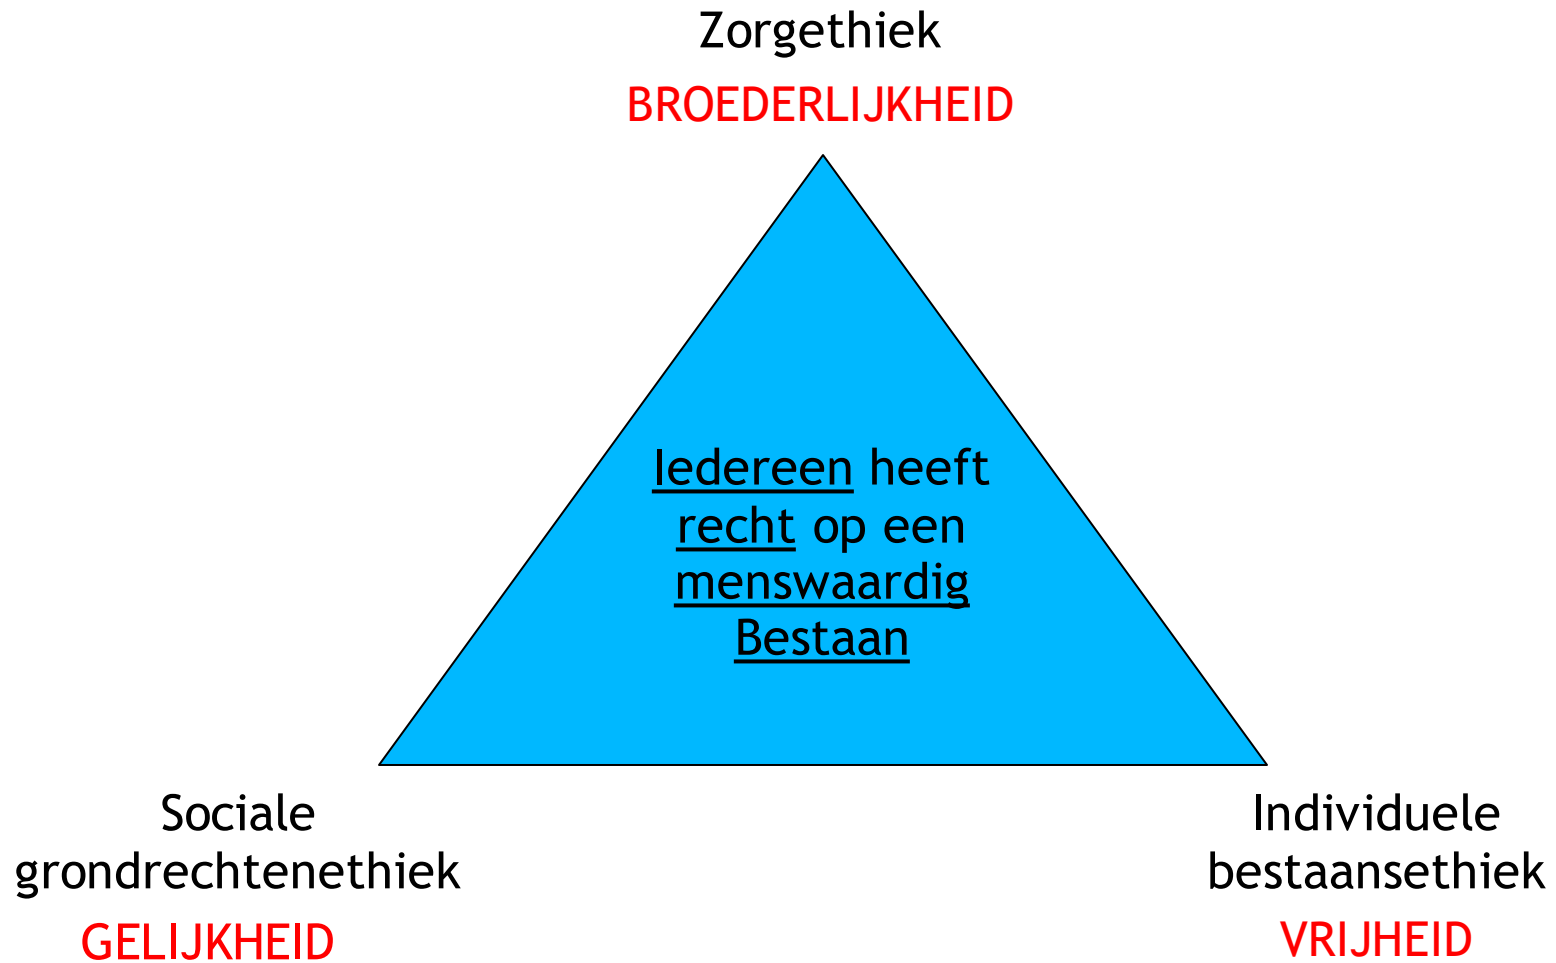 Zorgethiek
BROEDERLIJKHEID
Iedereen heeft
recht op een
menswaardig
Bestaan
Sociale
grondrechtenethiek
GELIJKHEID
Individuele
bestaansethiek
VRIJHEID